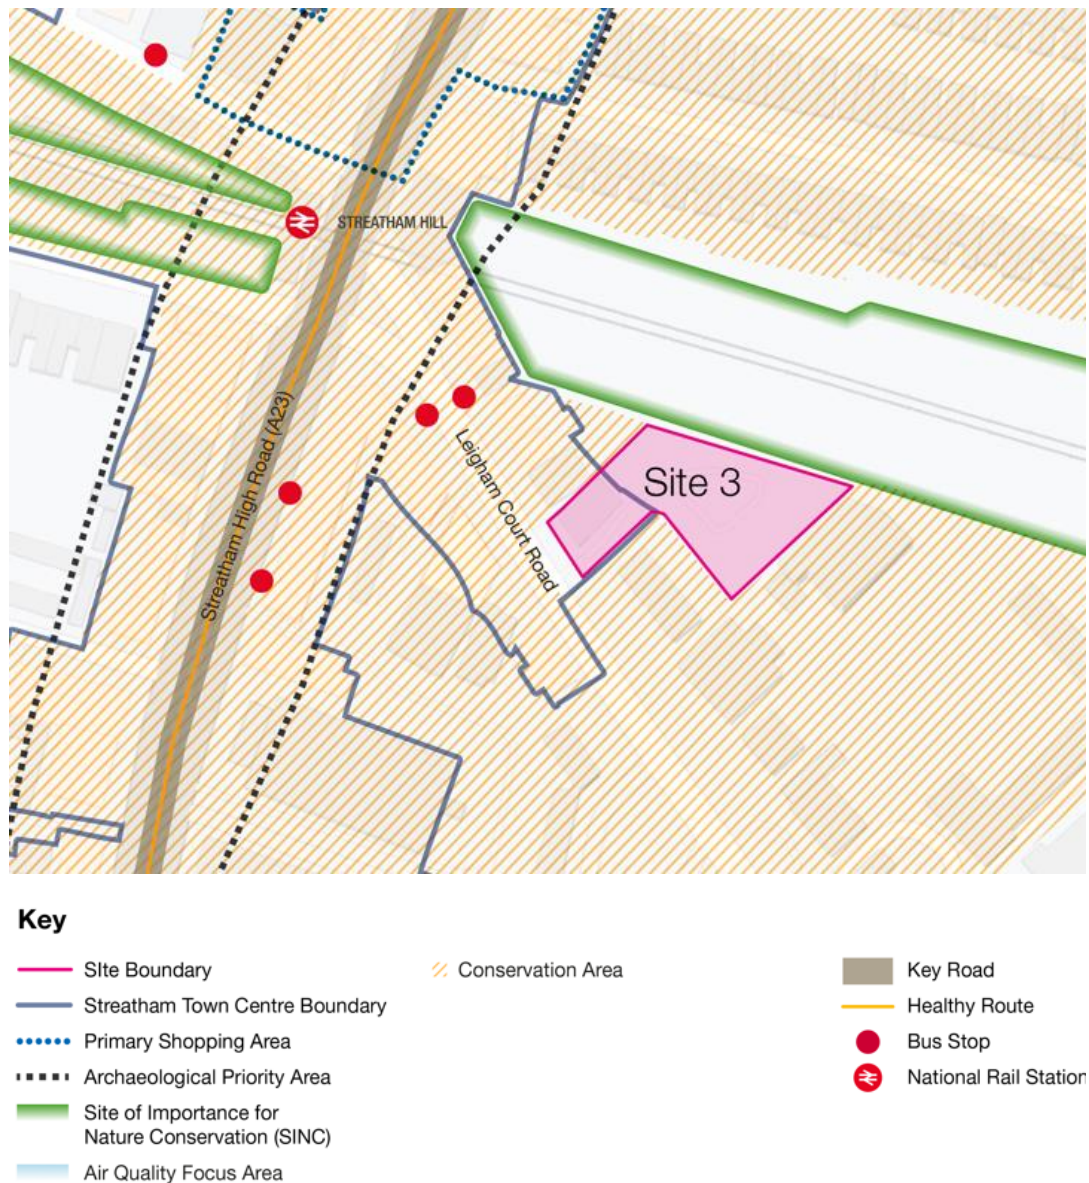 STREATHAM HILL
Streatham High Road (A23)
Leigham Court Road
Site 3
Key
SIte Boundary
Streatham Town Centre Boundary
Primary Shopping Area
Archaeological Priority Area
Site of Importance for
Nature Conservation (SINC)
Air Quality Focus Area
Conservation Area
Key Road
Healthy Route
Bus Stop
National Rail Station